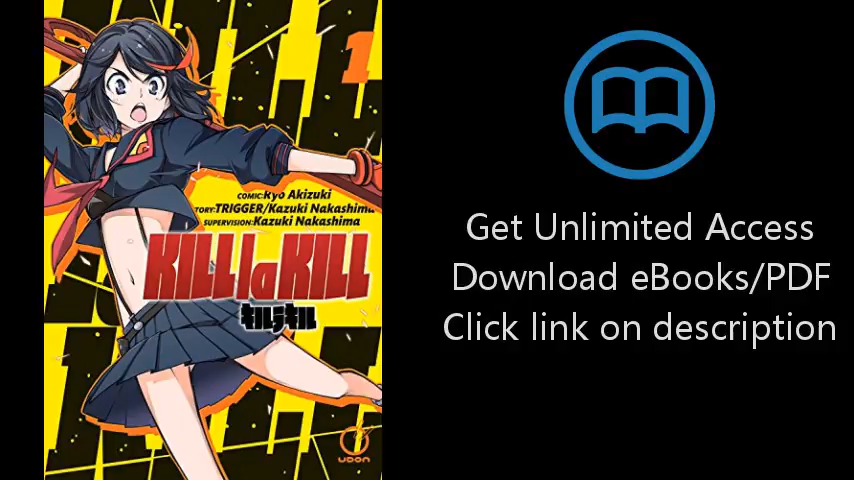 1
COMIC:Ryo Akizuki
TORY:TRIGGER/Kazuki Nakashima
SUPERVISION:Kazuki Nakashima
KILL la KILL
キルラキル
UDON
Get Unlimited Access
Download eBooks/PDF
Click link on description